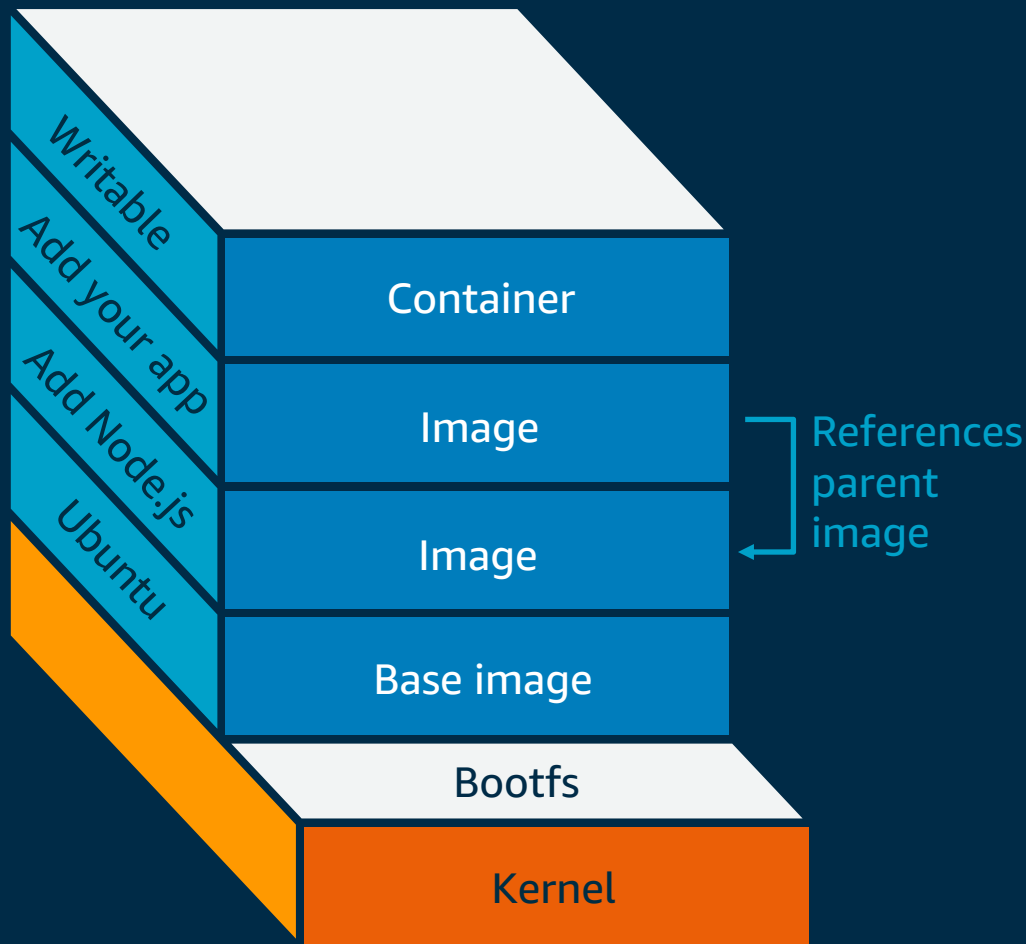 Writable
Container
Add your app
Image
References
parent
image
Add Node.js
Image
Ubuntu
Base image
Bootfs
Kernel